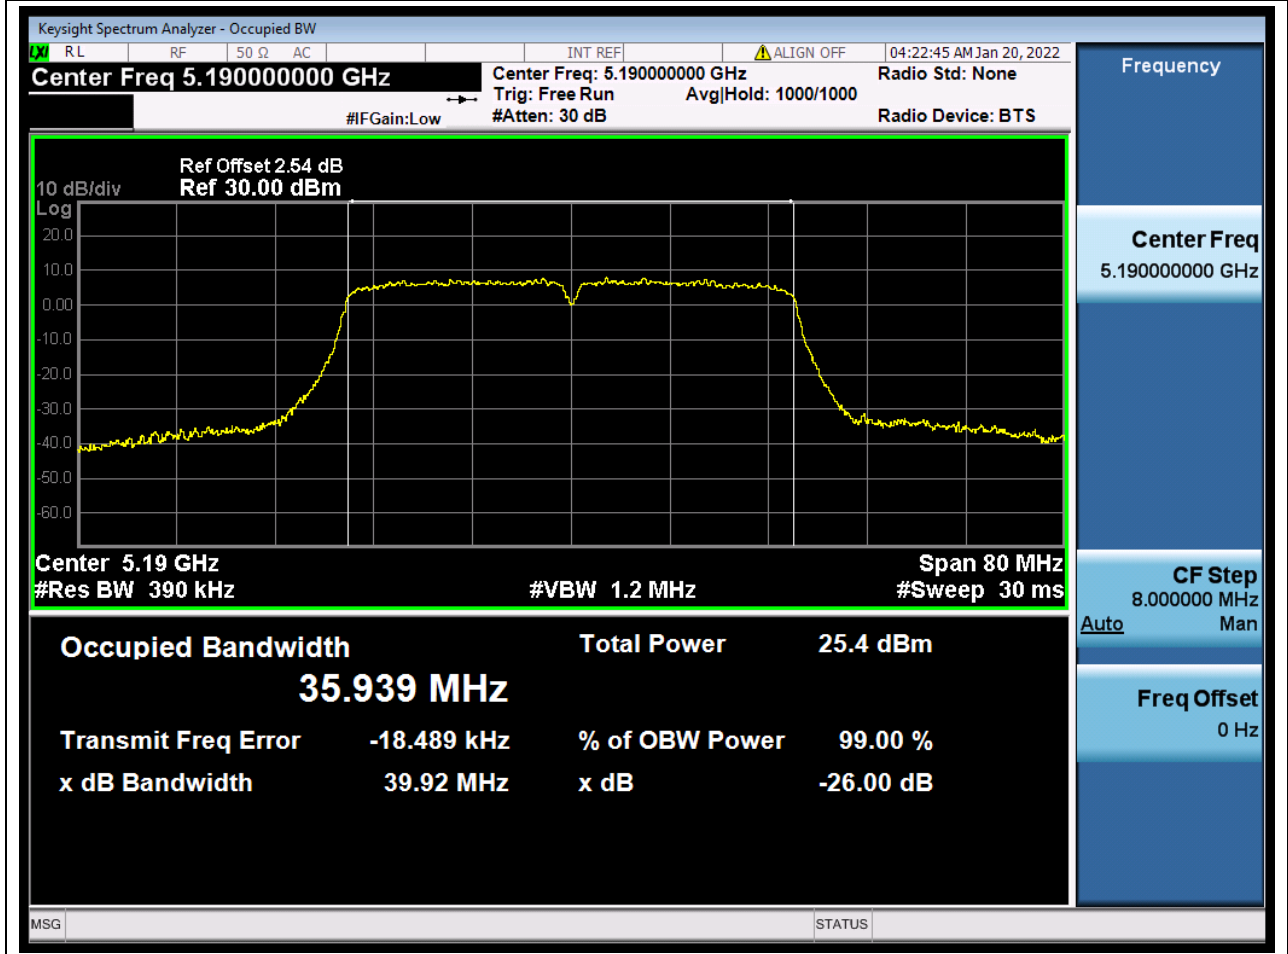 Keysight Spectrum Analyzer - Occupied BW
LXI RL RF 50 Ω AC INT REF ALIGN OFF 04:22:45 AM Jan 20, 2022
Center Freq 5.190000000 GHz
Center Freq: 5.190000000 GHz
Radio Std: None
Trig: Free Run Avg|Hold: 1000/1000
#IFGain:Low
#Atten: 30 dB
Radio Device: BTS
Ref Offset 2.54 dB
10 dB/div Ref 30.00 dBm
Log
20.0
10.0
0.00
-10.0
-20.0
-30.0
-40.0
-50.0
-60.0
Center 5.19 GHz Span 80 MHz
#Res BW 390 kHz #VBW 1.2 MHz #Sweep 30 ms
Occupied Bandwidth Total Power 25.4 dBm
35.939 MHz
Transmit Freq Error -18.489 kHz % of OBW Power 99.00 %
x dB Bandwidth 39.92 MHz x dB -26.00 dB
MSG STATUS
Frequency
Center Freq
5.190000000 GHz
CF Step
8.000000 MHz
Auto Man
Freq Offset
0 Hz